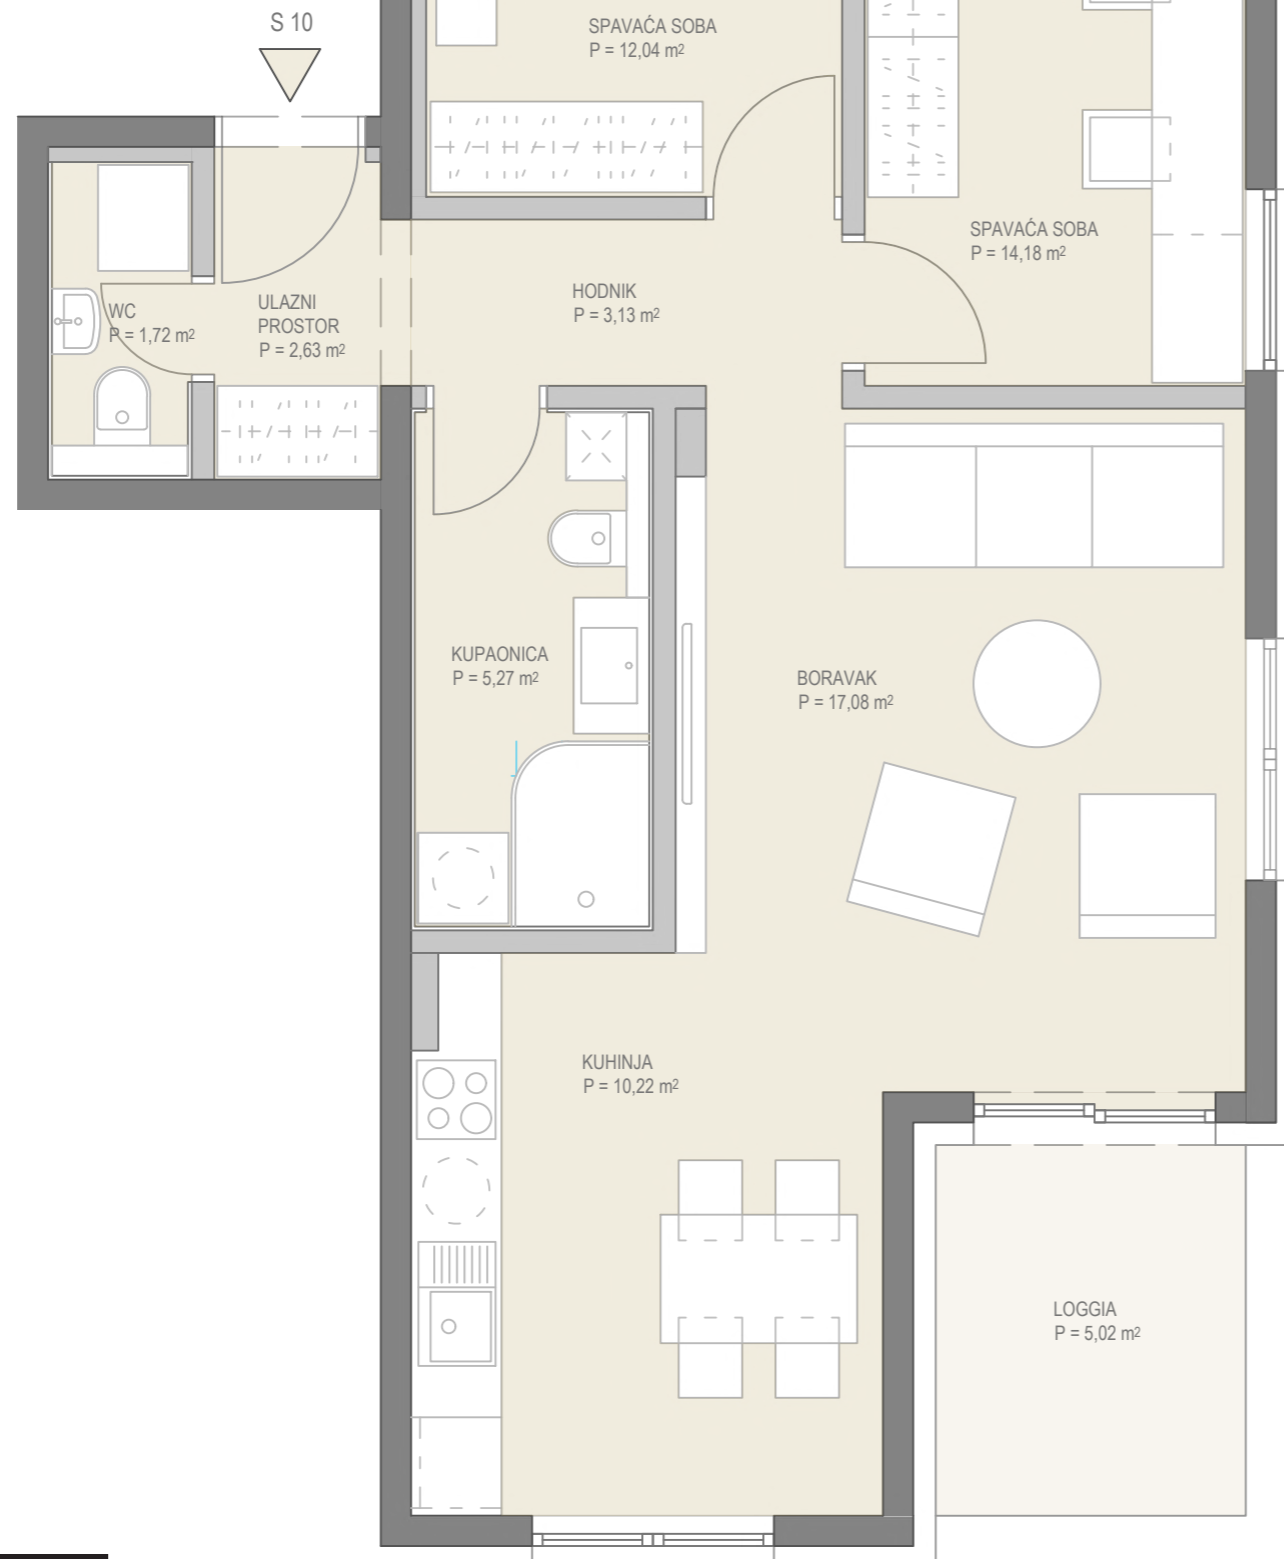 S 10
SPAVAĆA SOBA
P = 12,04 m²
SPAVAĆA SOBA
P = 14,18 m²
HODNIK
P = 3,13 m²
WC
P = 1,72 m²
ULAZNI
PROSTOR
P = 2,63 m²
KUPAONICA
P = 5,27 m²
BORAVAK
P = 17,08 m²
KUHINJA
P = 10,22 m²
LOGGIA
P = 5,02 m²